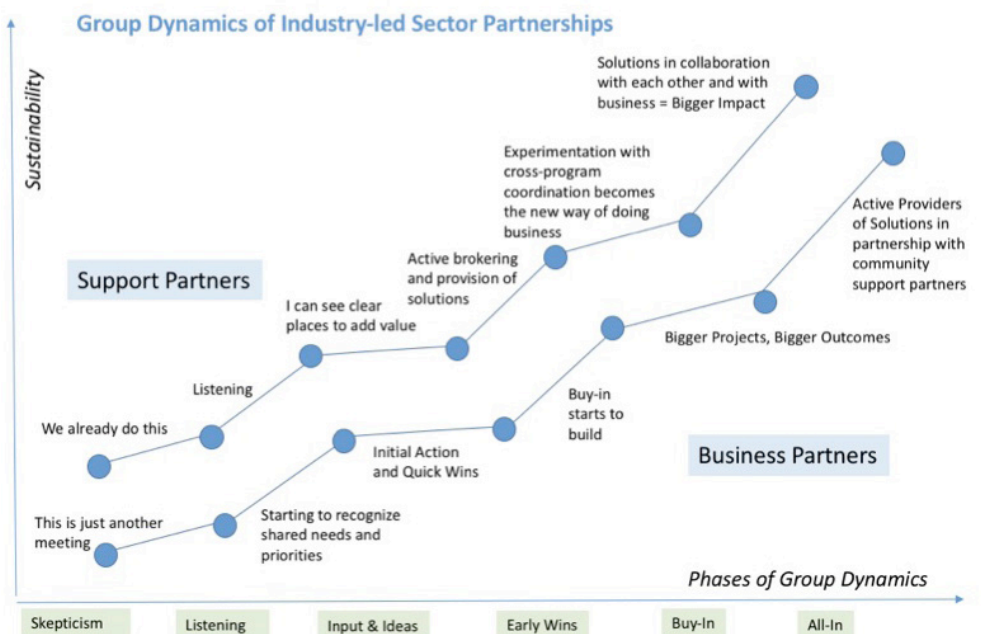 Group Dynamics of Industry-led Sector Partnerships
Sustainability
Solutions in collaboration
with each other and with
business = Bigger Impact
Experimentation with
cross-program
coordination becomes
the new way of doing
business
Active Providers
of Solutions in
partnership with
community
support partners
Support Partners
Active brokering
and provision of
solutions
I can see clear
places to add value
Bigger Projects, Bigger Outcomes
Listening
We already do this
Buy-in
starts to
build
Initial Action
and Quick Wins
Business Partners
This is just another
meeting
Starting to recognize
shared needs and
priorities
Phases of Group Dynamics
Skepticism
Listening
Input & Ideas
Early Wins
Buy-In
All-In